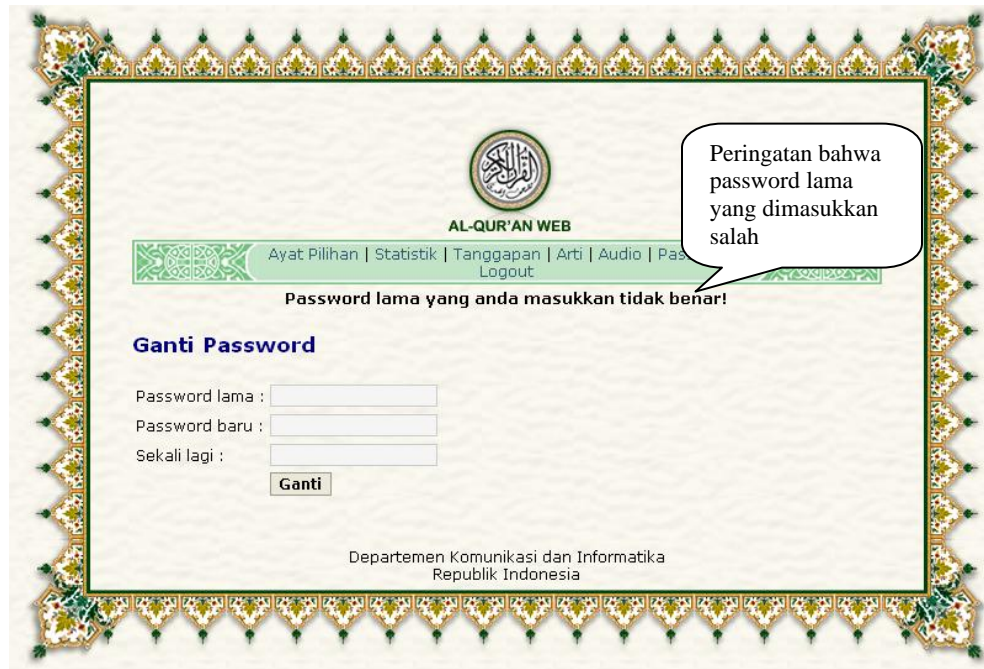 AL-QUR'AN WEB
Peringatan bahwa
password lama
yang dimasukkan
salah
Ayat Pilihan | Statistik | Tanggapan | Arti | Audio |
Logout
Password lama yang anda masukkan tidak benar!
Ganti Password
Password lama :
Password baru :
Sekali lagi :
Ganti
Departemen Komunikasi dan Informatika
Republik Indonesia